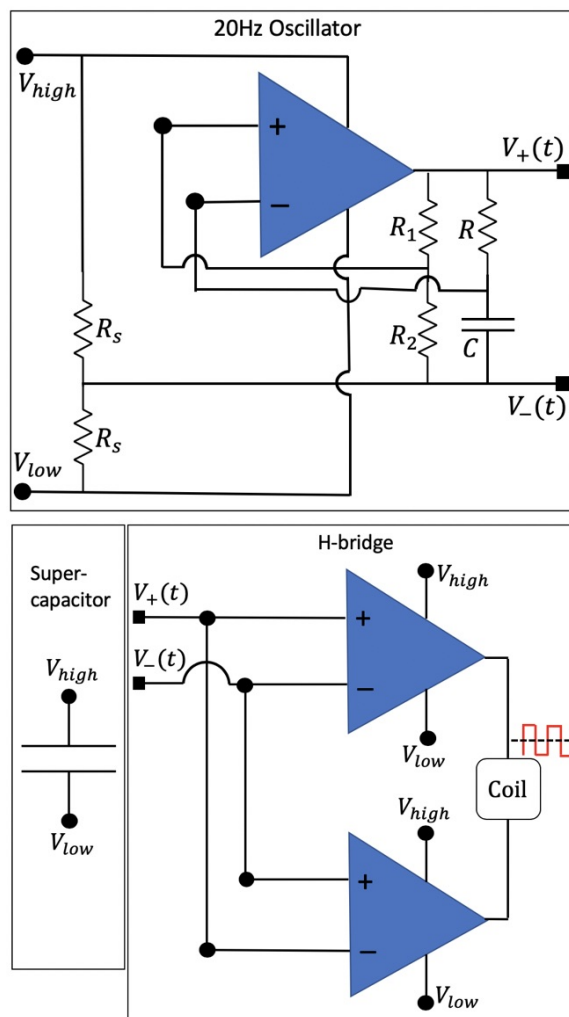 20Hz Oscillator
V_high
+
−
V_+(t)
R_1
R
R_s
R_2
C
V_−(t)
R_s
V_low
Super-
capacitor
V_high
V_low
H-bridge
V_+(t)
V_−(t)
V_high
+
−
V_low
Coil
V_high
+
−
V_low